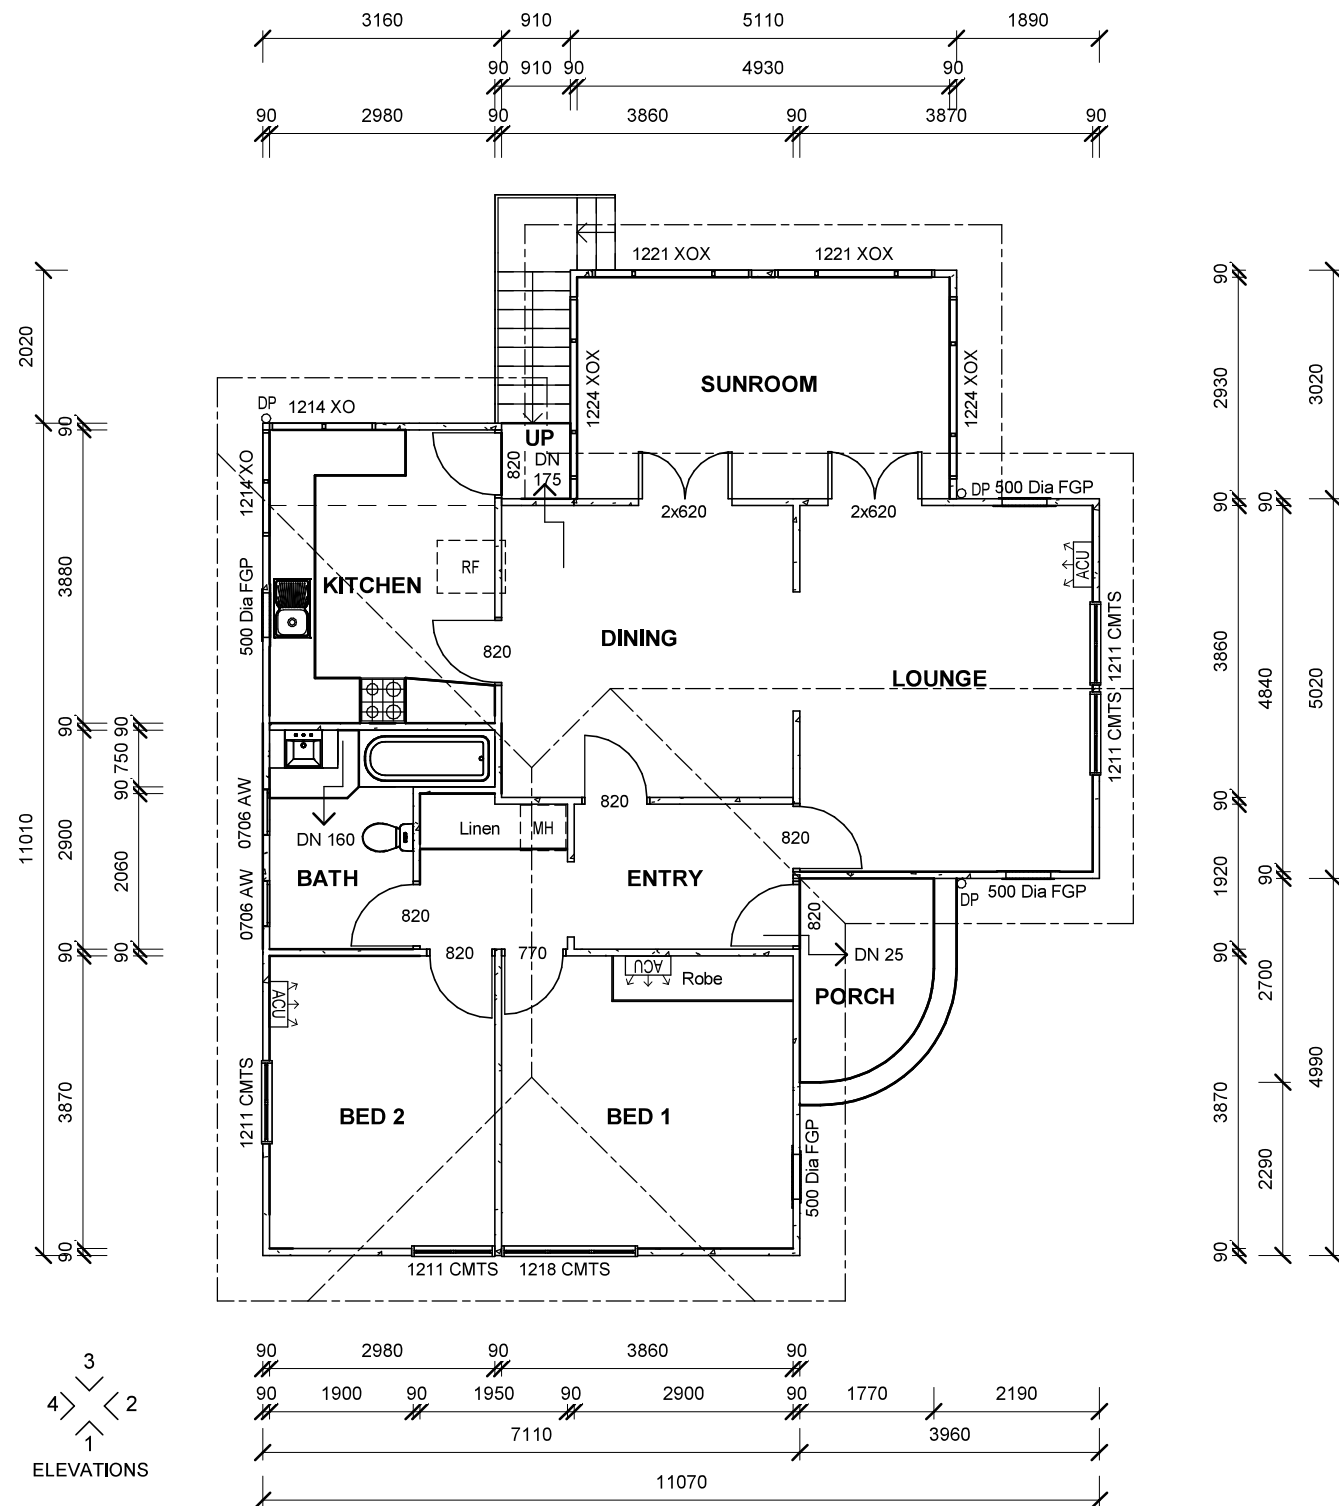 3160 910 5110 1890
90 910 90 4930 90
90 2980 90 3860 90 3870 90
1221 XOX 1221 XOX
2020
90
2930
3020
1224 XOX
SUNROOM
1224 XOX
DP
1214 XO
90
UP
820
DN
175
1214 XO
DP
500 Dia FGP
90
90
2x620
2x620
RF
ACU
KITCHEN
3880
500 Dia FGP
820
DINING
LOUNGE
1211 CMTS
1211 CMTS
3860
4840
5020
90
90
750
90
0706 AW
820
90
Linen
MH
820
DN 160
11010
2900
2060
BATH
ENTRY
1920
90
0706 AW
820
820
DP
500 Dia FGP
90
90
820
770
90
ACU
Robe
DN 25
PORCH
2700
ACU
4990
1211 CMTS
3870
BED 2
BED 1
3870
2290
500 Dia FGP
90
90
1211 CMTS
1218 CMTS
90 2980 90 3860 90
90 1900 90 1950 90 2900 90 1770 2190
7110 3960
11070
3
4 2
1
ELEVATIONS